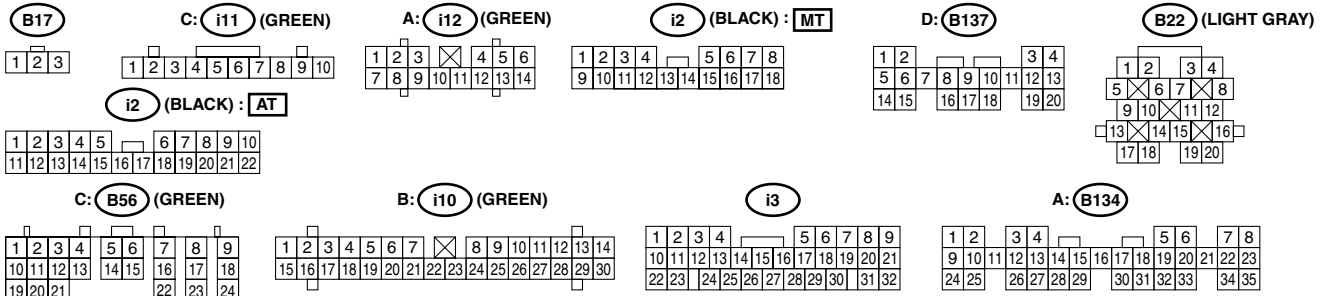 B17 C: i11 (GREEN) A: i12 (GREEN) i2 (BLACK) : MT D: B137 B22 (LIGHT GRAY)
1 2 3
1 2 3 4 5 6 7 8 9 10
1 2 3 4 5 6
7 8 9 10 11 12 13 14
1 2 3 4 5 6 7 8
9 10 11 12 13 14 15 16 17 18
1 2 3 4
5 6 7 8 9 10 11 12 13
14 15 16 17 18 19 20
1 2 3 4
5 6 7 8
9 10 11 12
13 14 15 16
17 18 19 20
i2 (BLACK) : AT
1 2 3 4 5 6 7 8 9 10
11 12 13 14 15 16 17 18 19 20 21 22
C: B56 (GREEN) B: i10 (GREEN) i3 A: B134
1 2 3 4 5 6 7 8 9
10 11 12 13 14 15 16 17 18
19 20 21 22 23 24
1 2 3 4 5 6 7 8 9 10 11 12 13 14
15 16 17 18 19 20 21 22 23 24 25 26 27 28 29 30
1 2 3 4 5 6 7 8 9
10 11 12 13 14 15 16 17 18 19 20 21
22 23 24 25 26 27 28 29 30 31 32
1 2 3 4 5 6 7 8
9 10 11 12 13 14 15 16 17 18 19 20 21 22 23
24 25 26 27 28 29 30 31 32 33 34 35